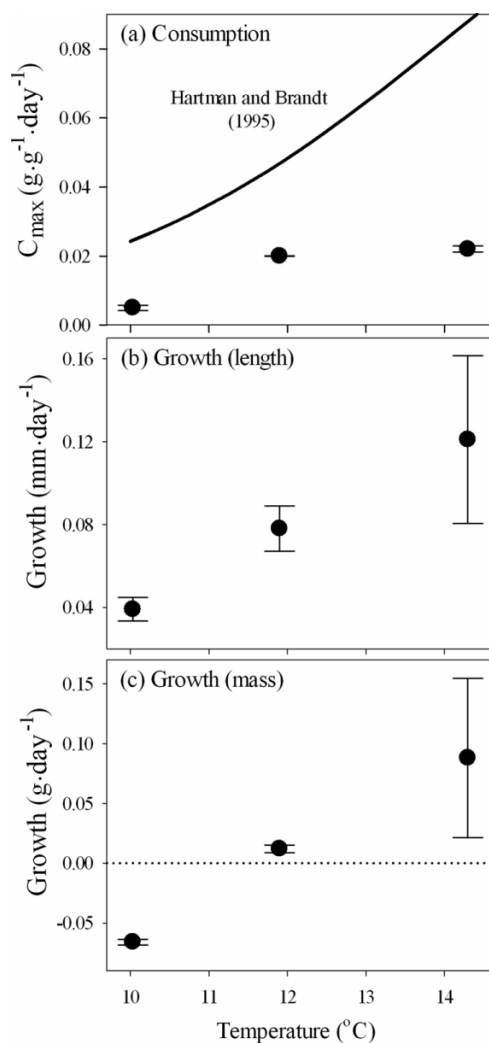 (a) Consumption
Hartman and Brandt
(1995)
C_max (g·g^-1·day^-1)
0.08
0.06
0.04
0.02
0.00
(b) Growth (length)
Growth (mm·day^-1)
0.16
0.12
0.08
0.04
(c) Growth (mass)
Growth (g·day^-1)
0.15
0.10
0.05
0.00
-0.05
10 11 12 13 14
Temperature (°C)